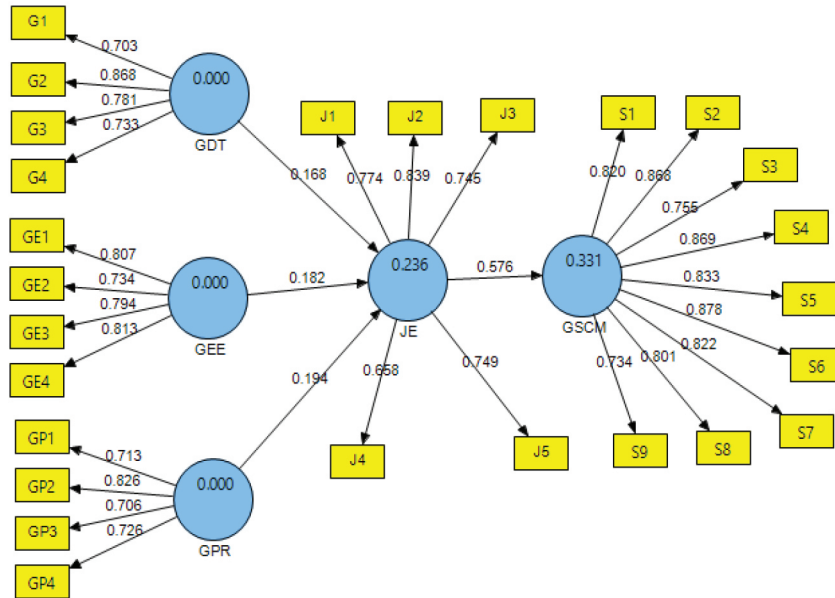 G1
0.703
G2
0.868
0.000
G3
0.781
0.733
G4
GDT
0.168
GE1
0.807
GE2
0.734
0.000
GE3
0.794
0.813
GE4
GEE
0.182
GP1
0.713
GP2
0.826
0.000
GP3
0.706
0.726
GP4
GPR
0.194
J1
J2
J3
0.774
0.839
0.745
0.236
JE
0.658
0.749
J4
J5
0.576
0.331
GSCM
S1
0.820
S2
0.868
S3
0.755
S4
0.869
S5
0.833
S6
0.878
S7
0.822
S8
0.801
S9
0.734